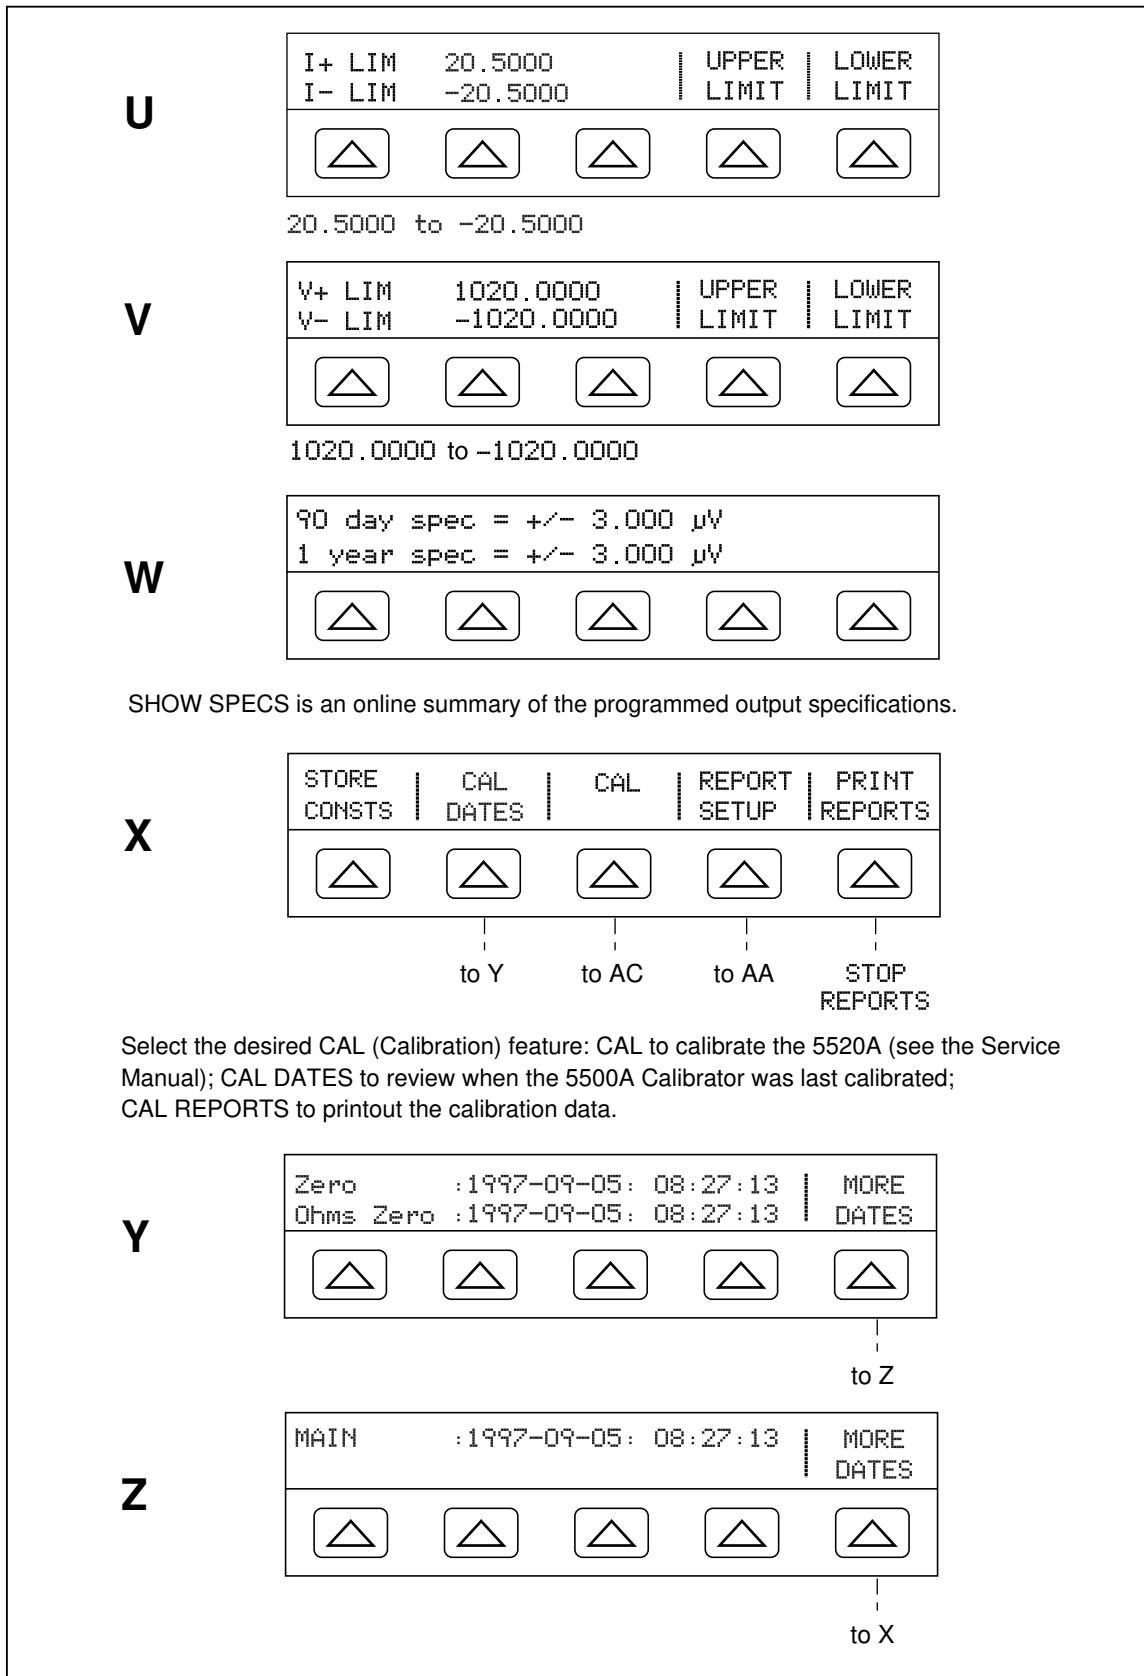 U
I+ LIM 20.5000 UPPER LOWER
I- LIM -20.5000 LIMIT LIMIT
20.5000 to -20.5000
V
V+ LIM 1020.0000 UPPER LOWER
V- LIM -1020.0000 LIMIT LIMIT
1020.0000 to -1020.0000
W
90 day spec = +/- 3.000 µV
1 year spec = +/- 3.000 µV
SHOW SPECS is an online summary of the programmed output specifications.
X
STORE CAL CAL REPORT PRINT
CONSTS DATES SETUP REPORTS
to Y to AC to AA STOP
REPORTS
Select the desired CAL (Calibration) feature: CAL to calibrate the 5520A (see the Service
Manual); CAL DATES to review when the 5500A Calibrator was last calibrated;
CAL REPORTS to printout the calibration data.
Y
Zero :1997-09-05: 08:27:13 MORE
Ohms Zero :1997-09-05: 08:27:13 DATES
to Z
Z
MAIN :1997-09-05: 08:27:13 MORE
DATES
to X